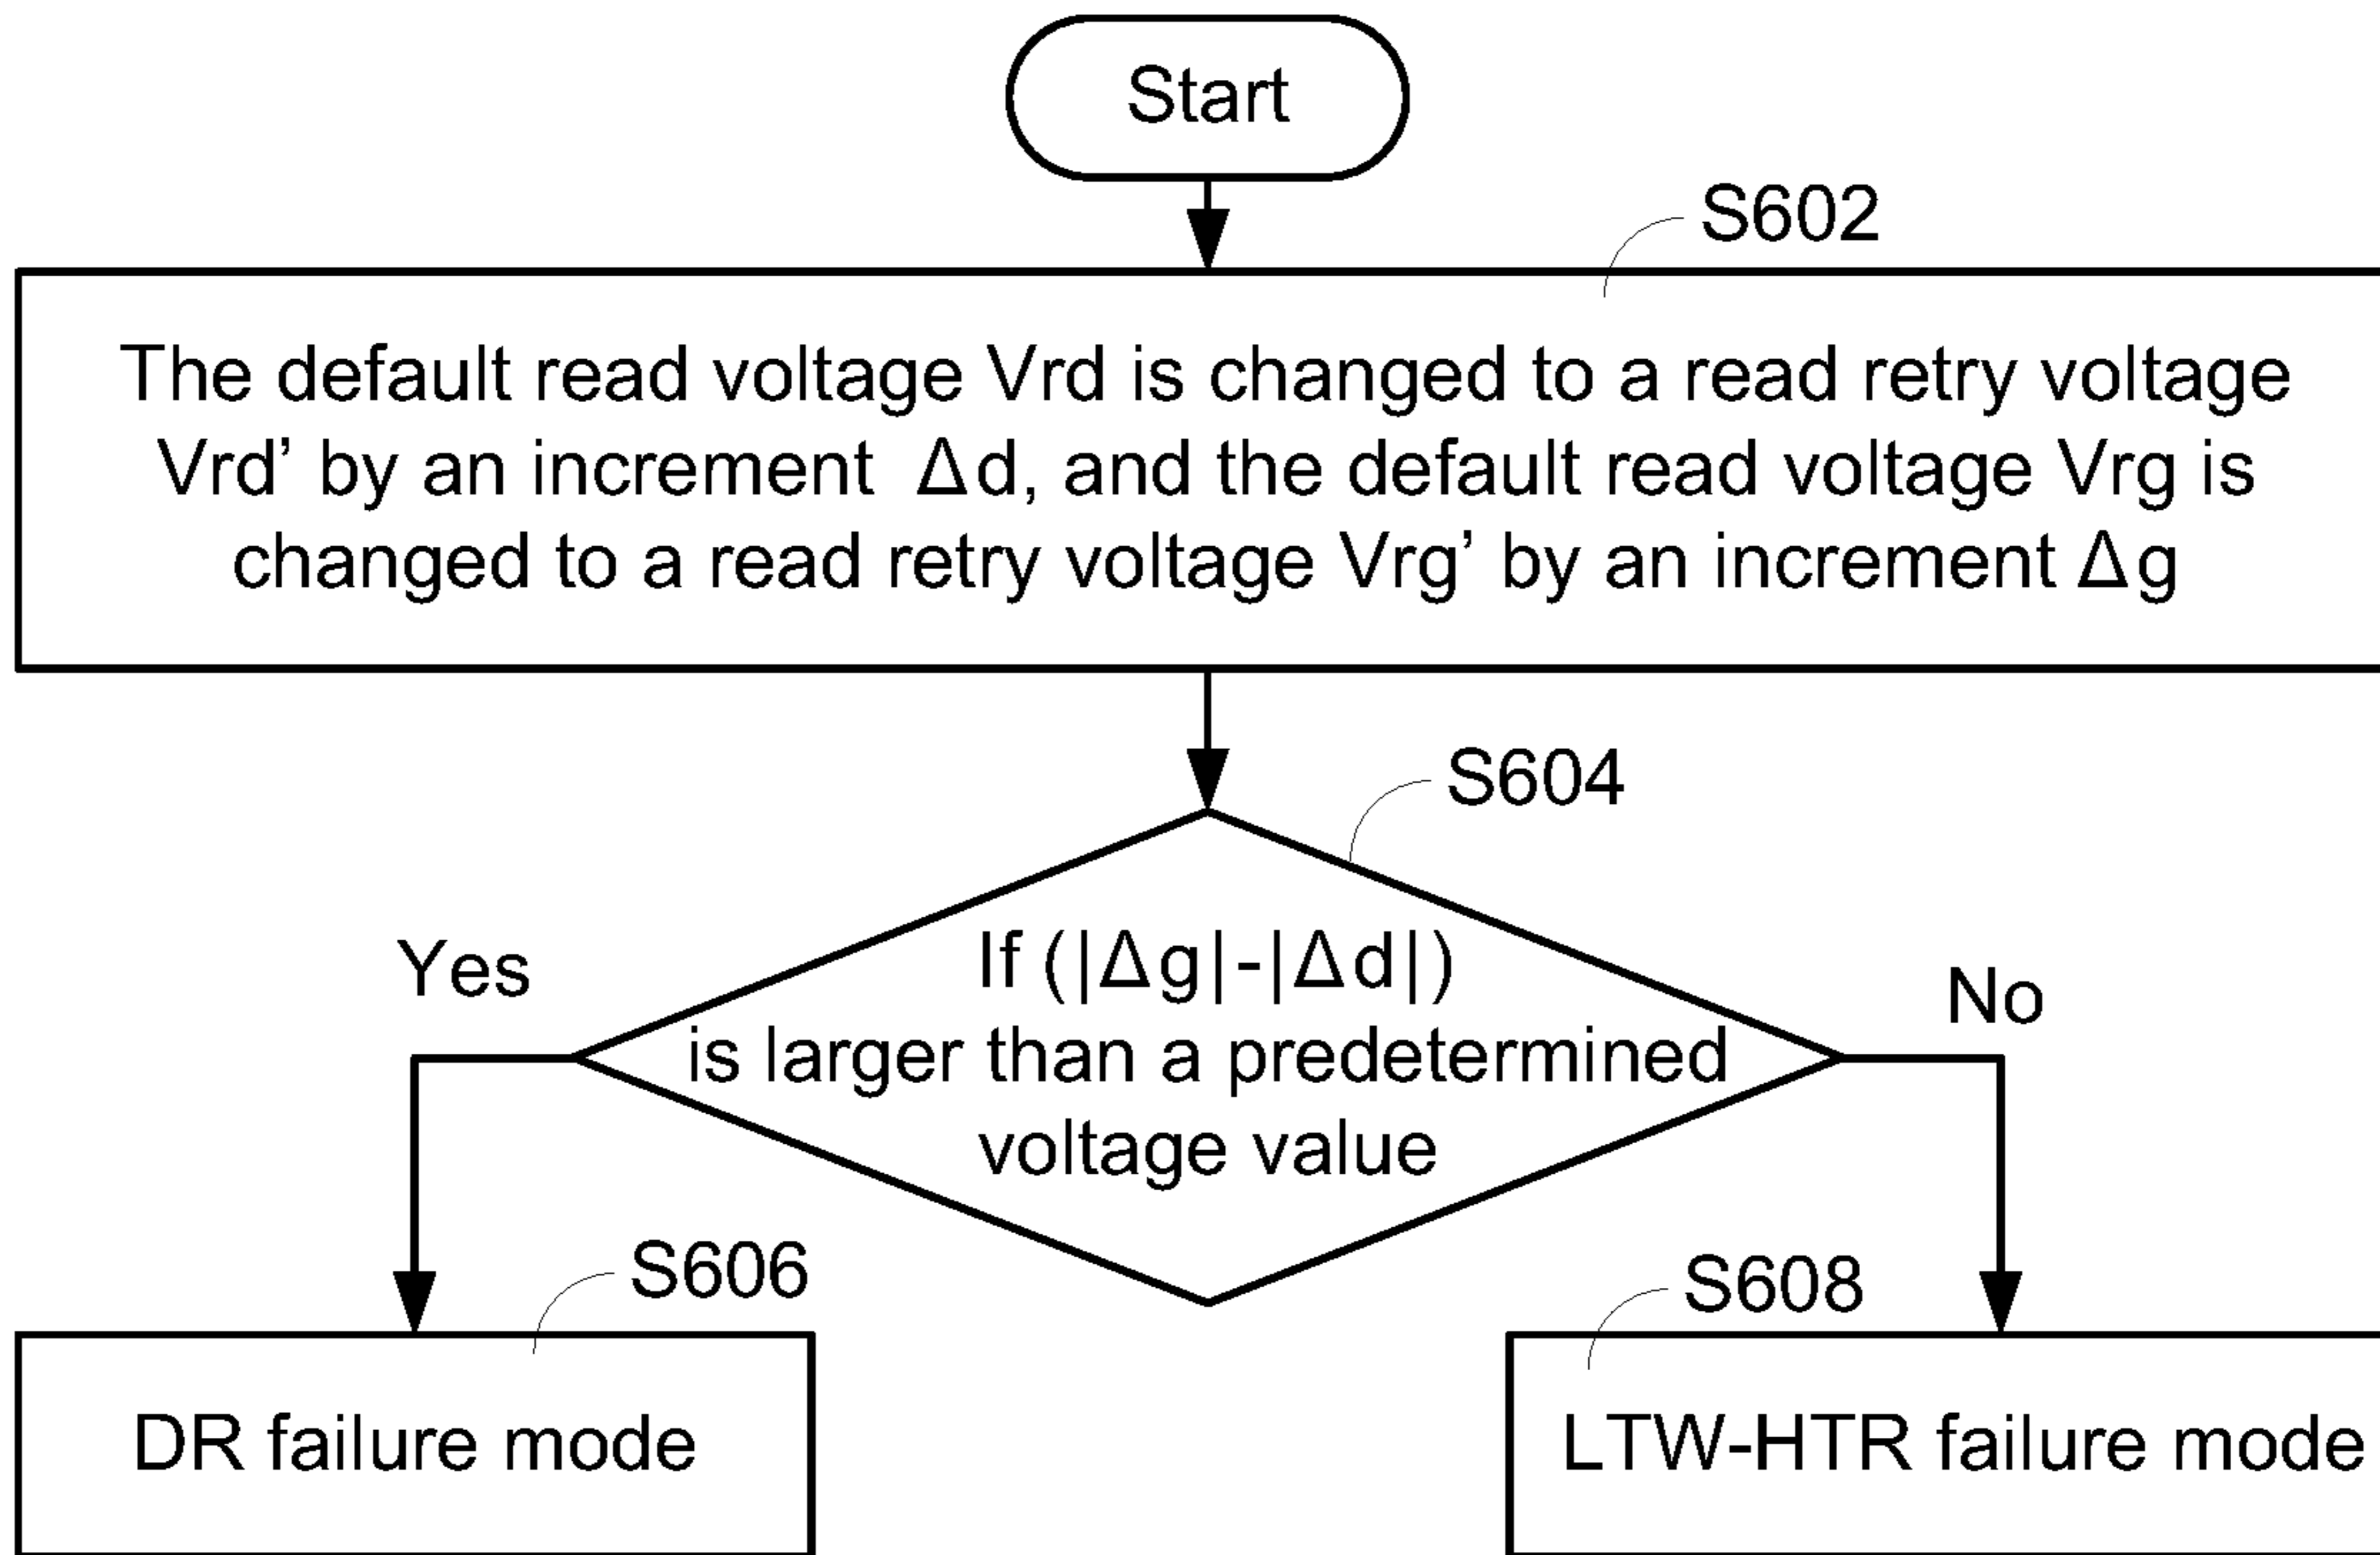 Start
S602
The default read voltage Vrd is changed to a read retry voltage
Vrd’ by an increment Δd, and the default read voltage Vrg is
changed to a read retry voltage Vrg’ by an increment Δg
S604
Yes
If (|Δg|-|Δd|)
is larger than a predetermined
voltage value
No
S606
S608
DR failure mode
LTW-HTR failure mode